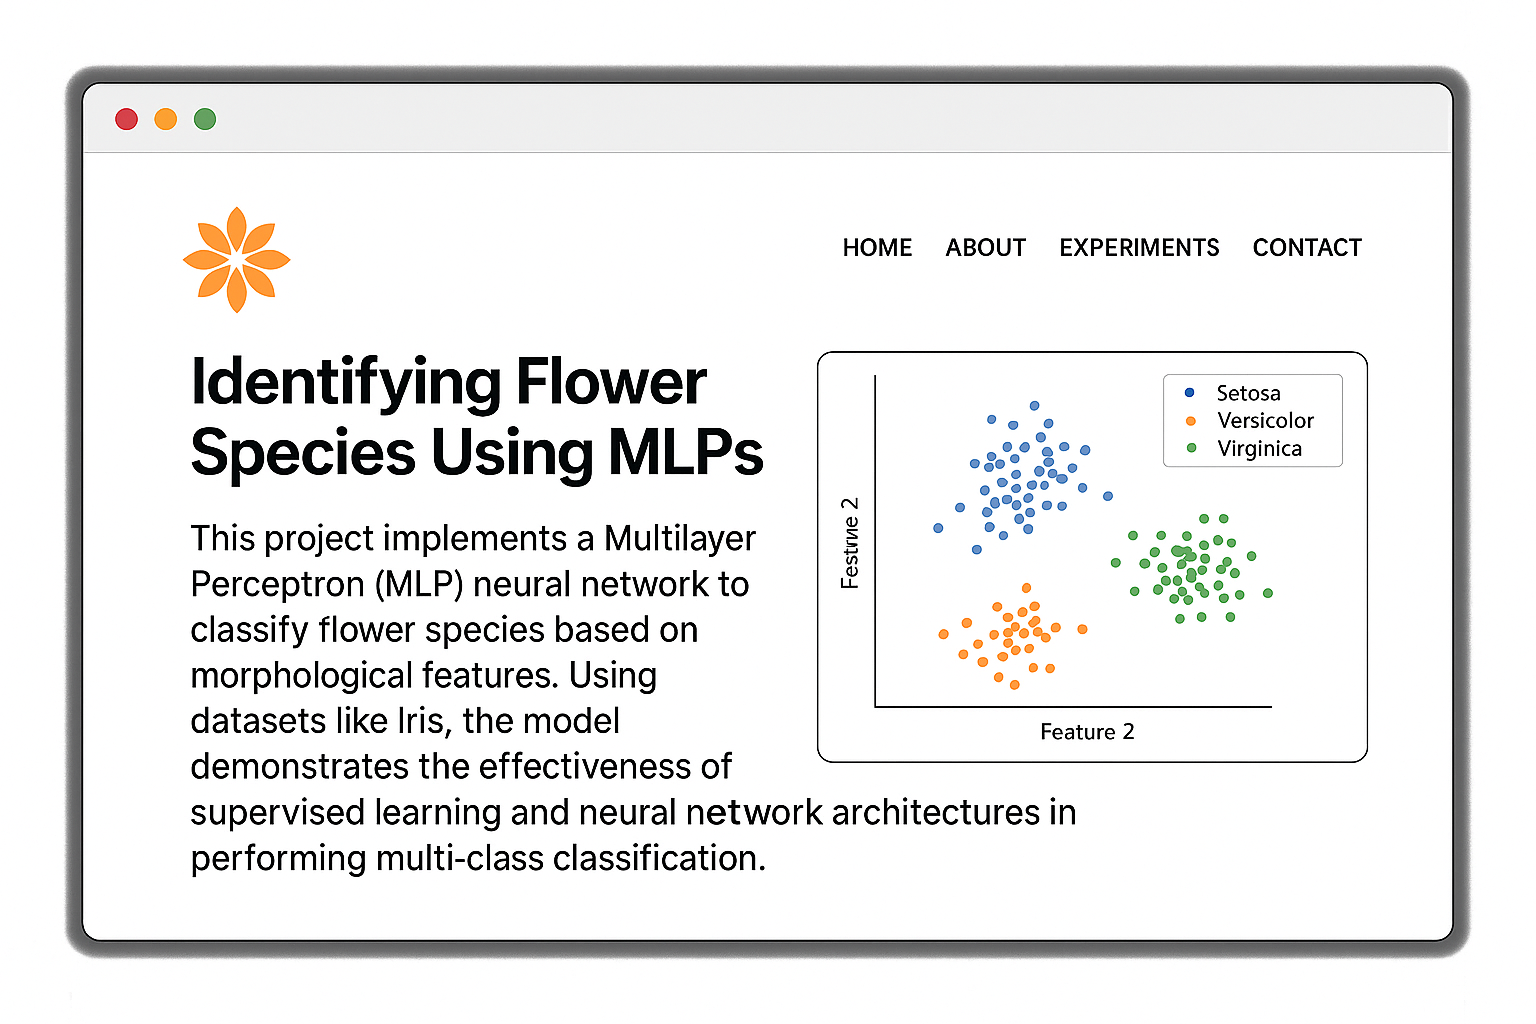 HOME ABOUT EXPERIMENTS CONTACT
Identifying Flower
Species Using MLPs
This project implements a Multilayer
Perceptron (MLP) neural network to
classify flower species based on
morphological features. Using
datasets like Iris, the model
demonstrates the effectiveness of
supervised learning and neural network architectures in
performing multi-class classification.
Setosa
Versicolor
Virginica
2
Feature 2